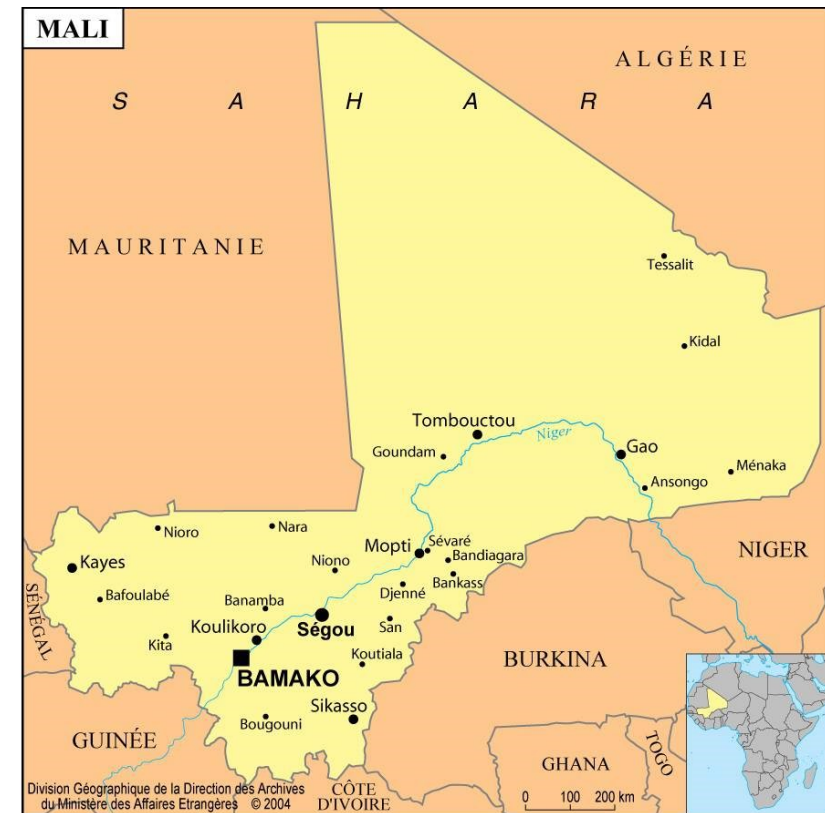 MALI
ALGÉRIE
S A H A R A
MAURITANIE
Tessalit
Kidal
Tombouctou
Niger
Goundam
Gao
Ménaka
Ansongo
Nioro
Nara
Mopti
Sévaré
Bandiagara
NIGER
Kayes
Niono
Bankass
Bafoulabé
Djenné
SÉNÉGAL
Banamba
Ségou
San
Koulikoro
Kita
Koutiala
BURKINA
BAMAKO
Sikasso
Bougouni
GUINÉE
GHANA
TOGO
CÔTE
D'IVOIRE
0 100 200 km
Division Géographique de la Direction des Archives
du Ministère des Affaires Etrangères © 2004